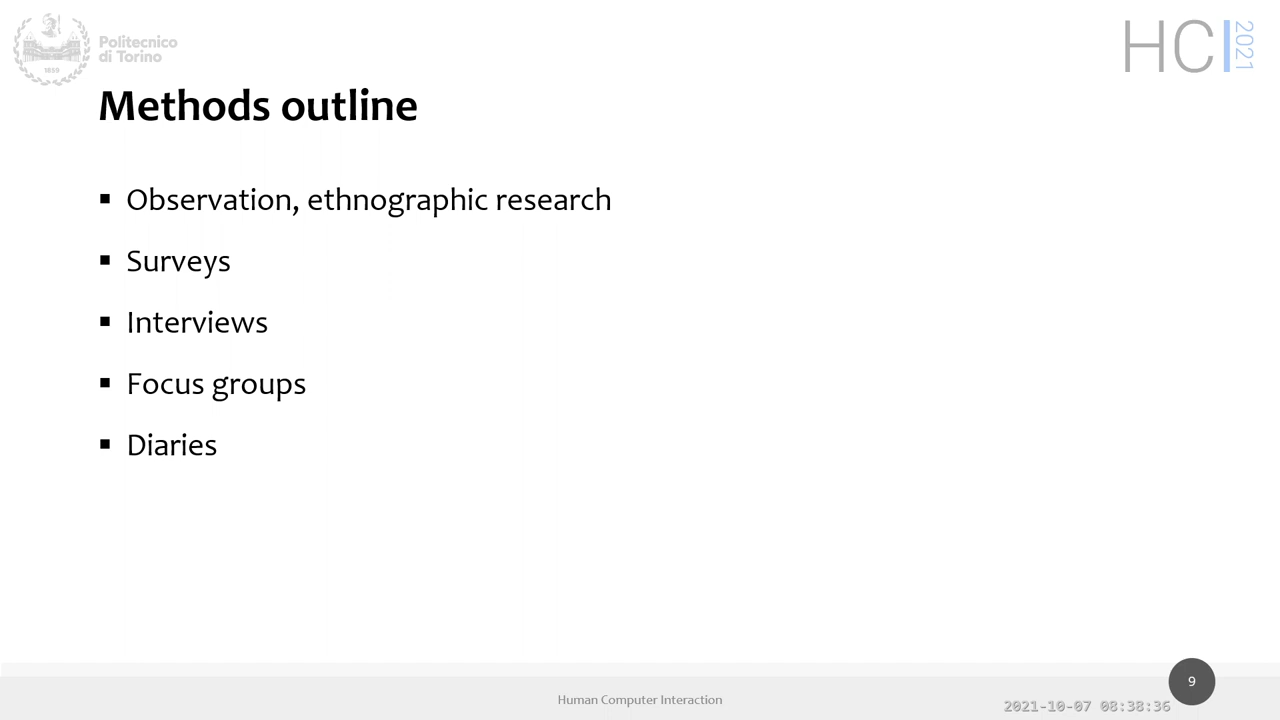 Politecnico
di Torino
1859
HCI 2021
Methods outline
▪ Observation, ethnographic research
▪ Surveys
▪ Interviews
▪ Focus groups
▪ Diaries
Human Computer Interaction
9
2021-10-07 08:38:36